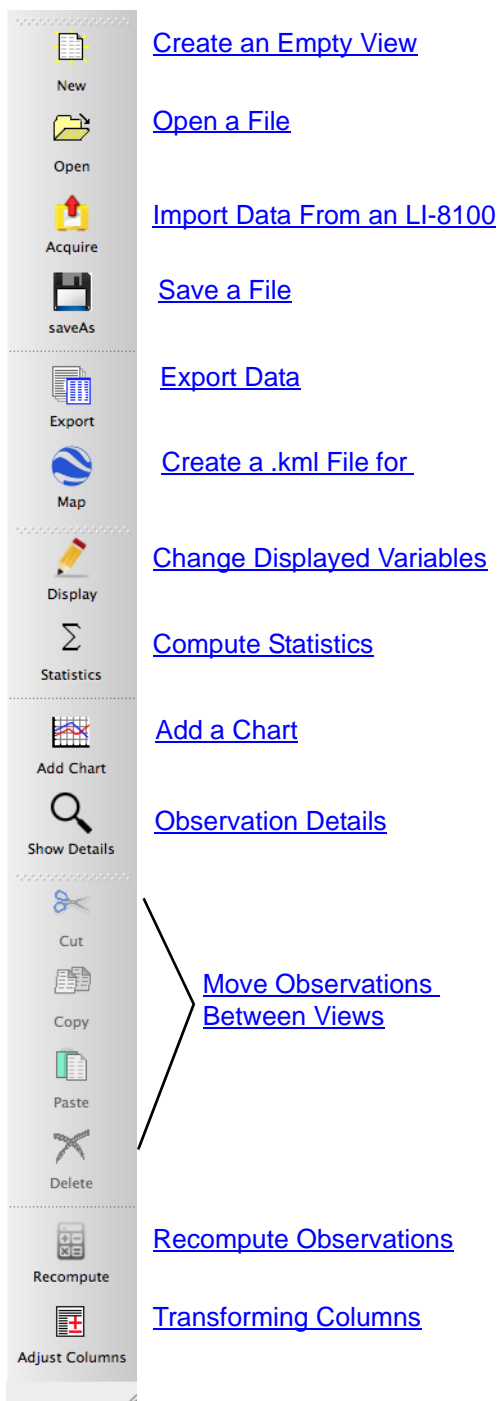 Create an Empty View
New
Open a File
Open
Import Data From an LI-8100
Acquire
Save a File
saveAs
Export Data
Export
Create a .kml File for
Map
Change Displayed Variables
Display
Compute Statistics
Statistics
Add a Chart
Add Chart
Observation Details
Show Details
Cut
Copy
Move Observations
Between Views
Paste
Delete
Recompute Observations
Recompute
Transforming Columns
Adjust Columns